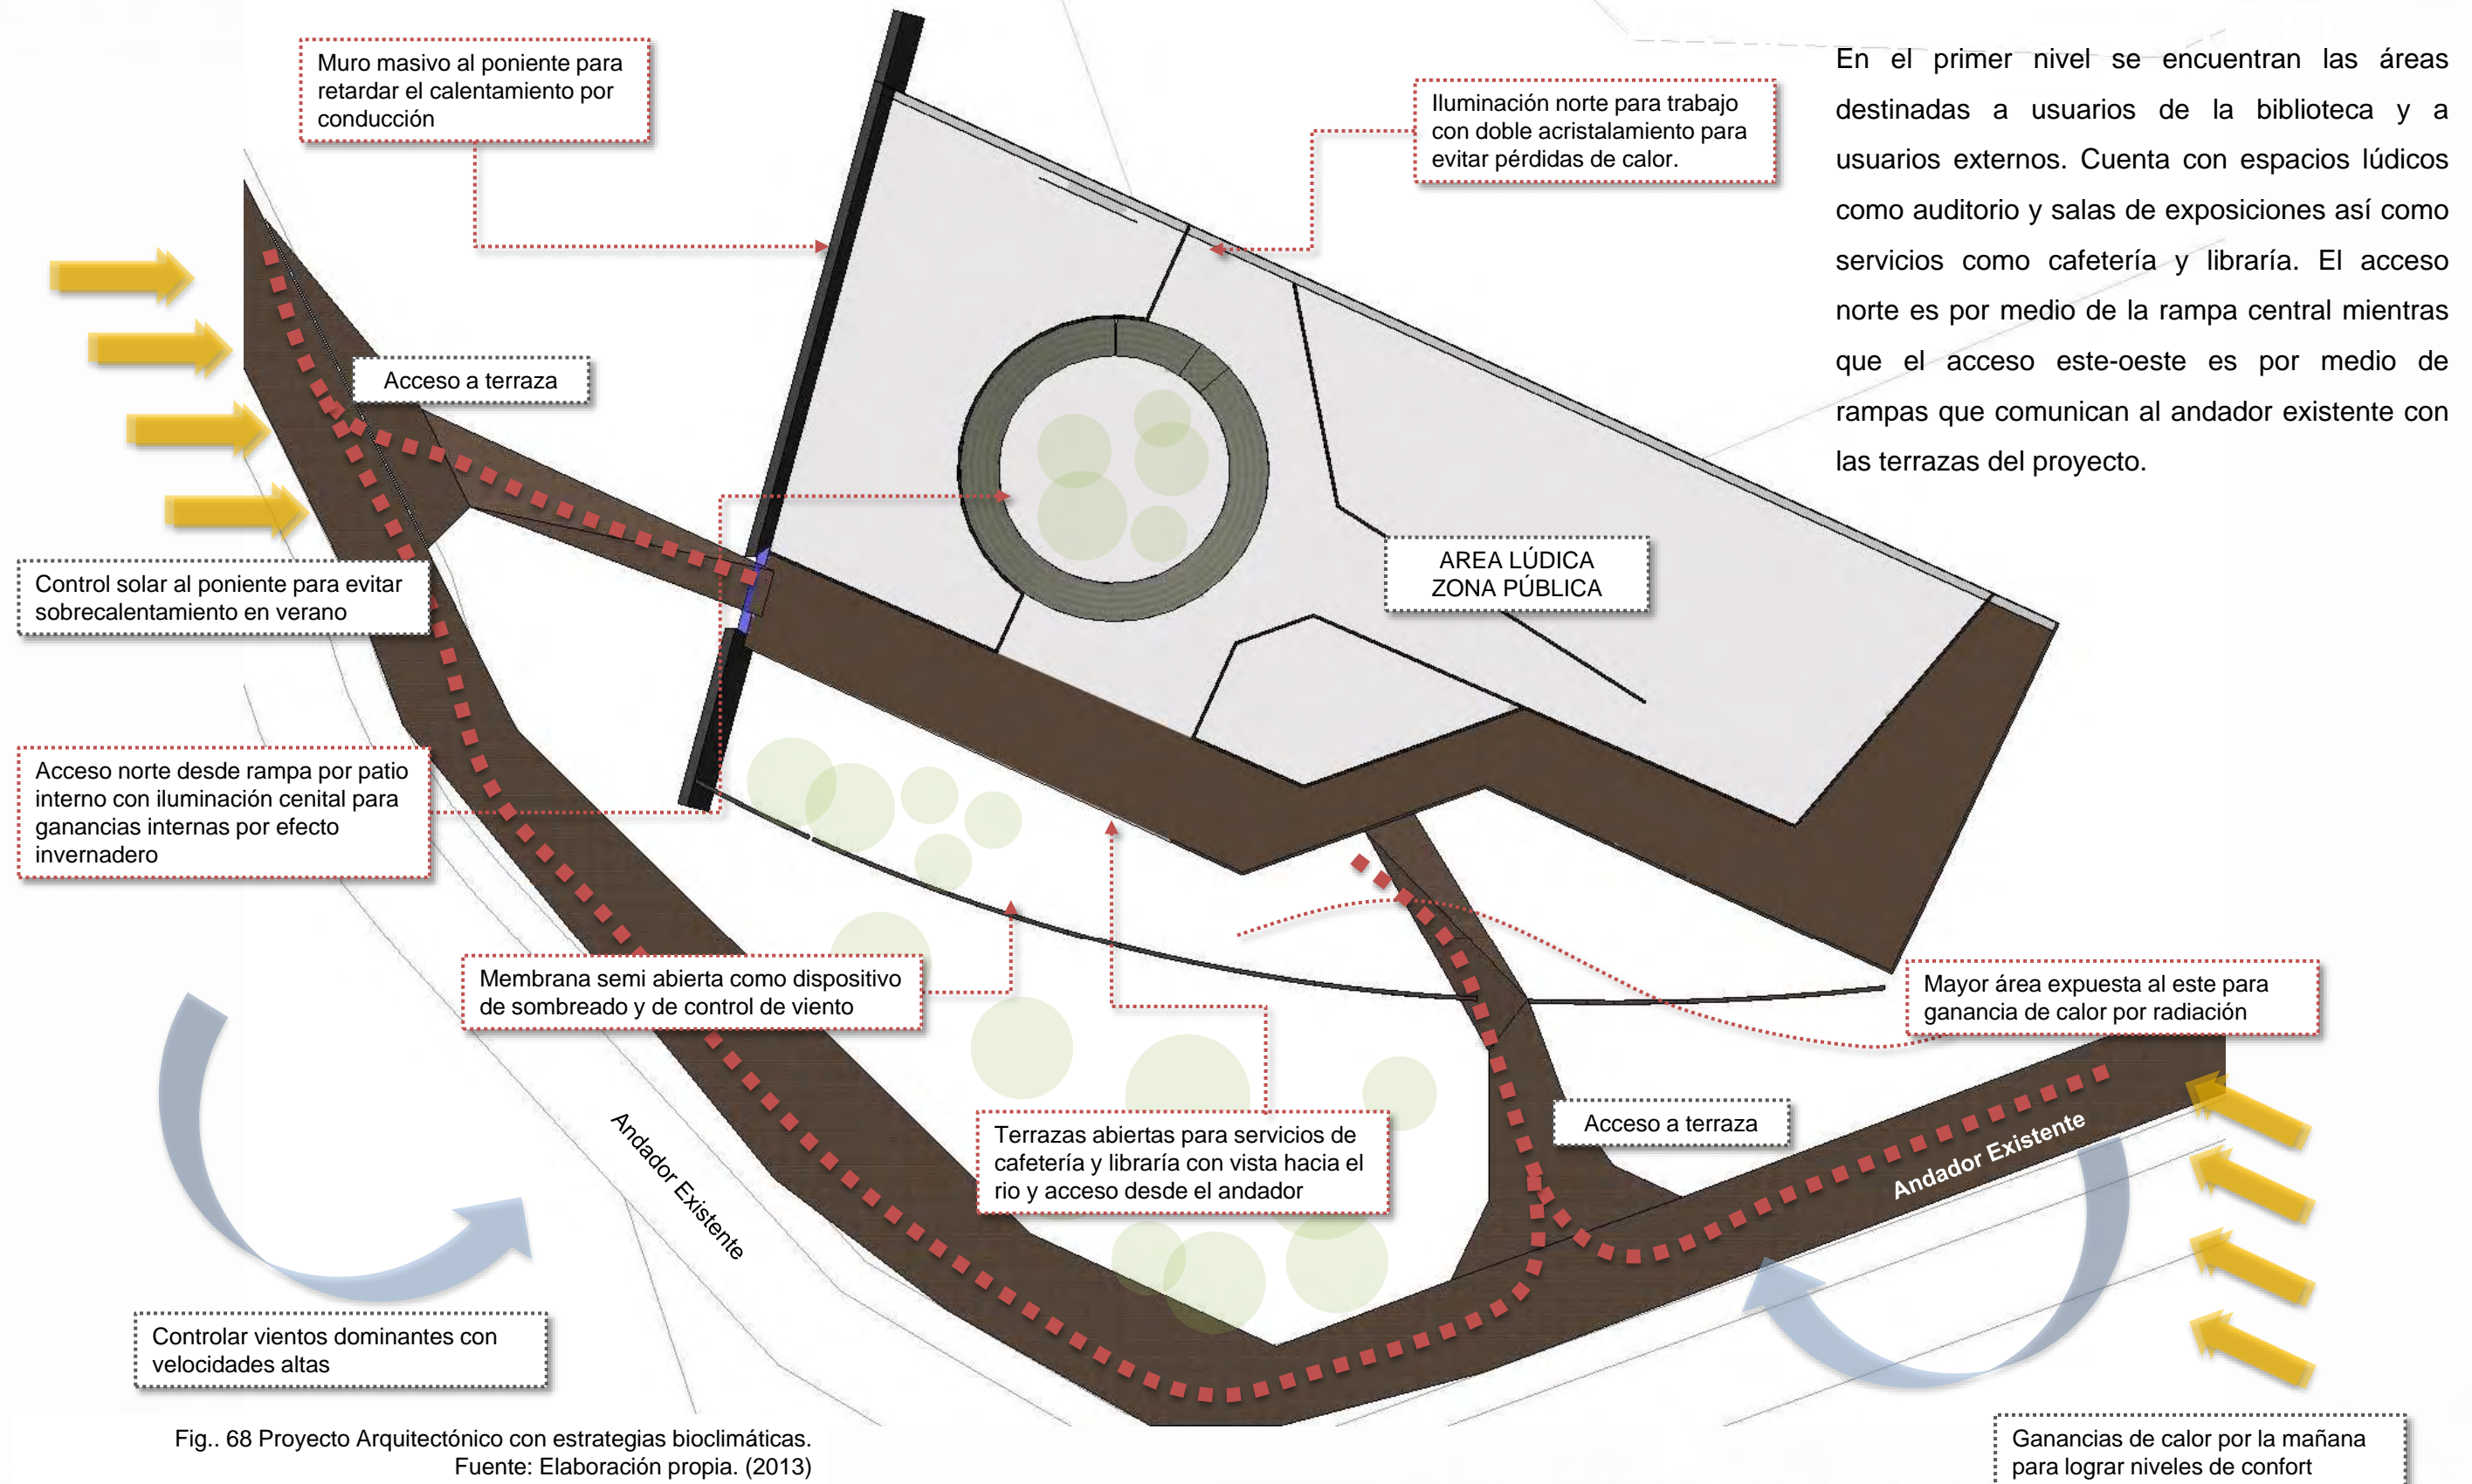 Muro masivo al poniente para
retardar el calentamiento por
conducción
Iluminación norte para trabajo
con doble acristalamiento para
evitar pérdidas de calor.
En el primer nivel se encuentran las áreas
destinadas a usuarios de la biblioteca y a
usuarios externos. Cuenta con espacios lúdicos
como auditorio y salas de exposiciones así como
servicios como cafetería y libraría. El acceso
norte es por medio de la rampa central mientras
que el acceso este-oeste es por medio de
rampas que comunican al andador existente con
las terrazas del proyecto.
Acceso a terraza
AREA LÚDICA
ZONA PÚBLICA
Control solar al poniente para evitar
sobrecalentamiento en verano
Acceso norte desde rampa por patio
interno con iluminación cenital para
ganancias internas por efecto
invernadero
Membrana semi abierta como dispositivo
de sombreado y de control de viento
Mayor área expuesta al este para
ganancia de calor por radiación
Terrazas abiertas para servicios de
cafetería y libraría con vista hacia el
rio y acceso desde el andador
Acceso a terraza
Andador Existente
Andador Existente
Controlar vientos dominantes con
velocidades altas
Ganancias de calor por la mañana
para lograr niveles de confort
Fig.. 68 Proyecto Arquitectónico con estrategias bioclimáticas.
Fuente: Elaboración propia. (2013)